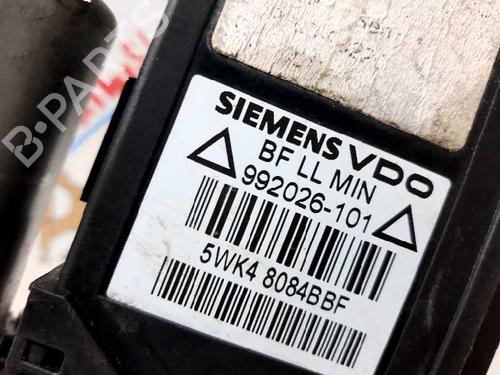 B-PARTS
SIEMENS VDO
BF LL MIN
992026-101
5WK4 8084BBF